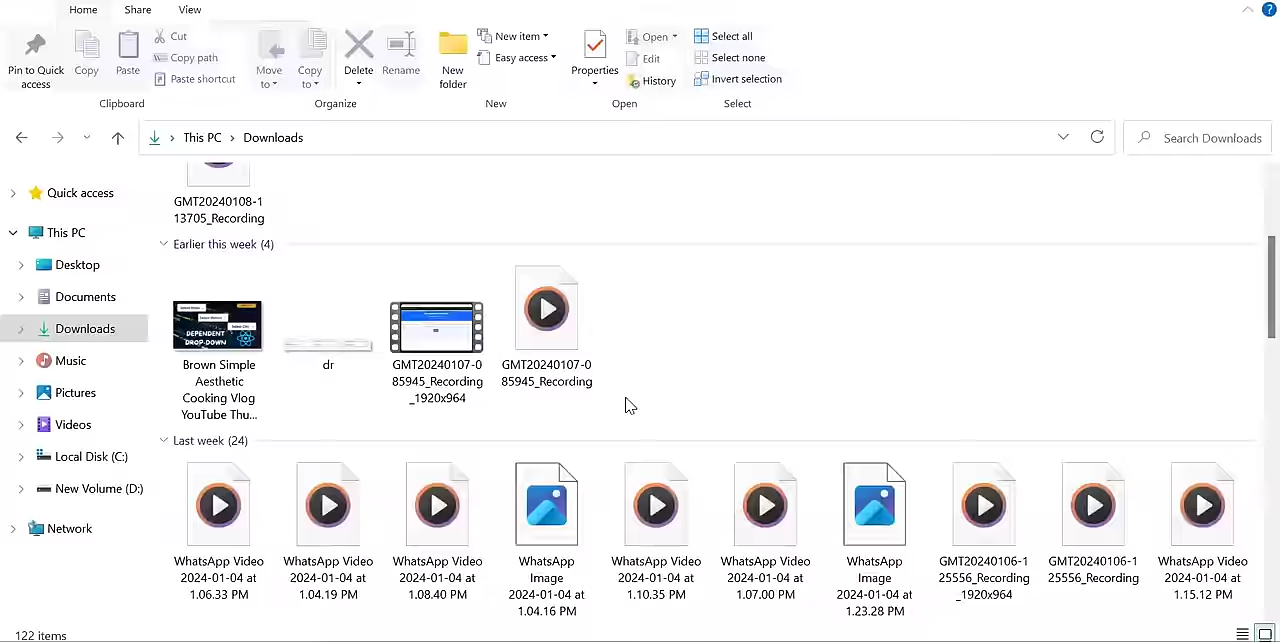 Home Share View
Pin to Quick access
Copy
Paste
Cut
Copy path
Paste shortcut
Clipboard
Move to
Copy to
Delete
Rename
Organize
New folder
New item
Easy access
New
Properties
Open
Edit
History
Open
Select all
Select none
Invert selection
Select
This PC > Downloads
Search Downloads
Quick access
This PC
Desktop
Documents
Downloads
Music
Pictures
Videos
Local Disk (C:)
New Volume (D:)
Network
GMT20240108-1
13705_Recording
Earlier this week (4)
DEPENDENT
DROP-DOWN
Brown Simple
Aesthetic
Cooking Vlog
YouTube Thu...
dr
GMT20240107-0
85945_Recording
_1920x964
GMT20240107-0
85945_Recording
Last week (24)
WhatsApp Video
2024-01-04 at
1.06.33 PM
WhatsApp Video
2024-01-04 at
1.04.19 PM
WhatsApp Video
2024-01-04 at
1.08.40 PM
WhatsApp
Image
2024-01-04 at
1.04.16 PM
WhatsApp Video
2024-01-04 at
1.10.35 PM
WhatsApp Video
2024-01-04 at
1.07.00 PM
WhatsApp
Image
2024-01-04 at
1.23.28 PM
GMT20240106-1
25556_Recording
_1920x964
GMT20240106-1
25556_Recording
WhatsApp Video
2024-01-04 at
1.15.12 PM
122 items